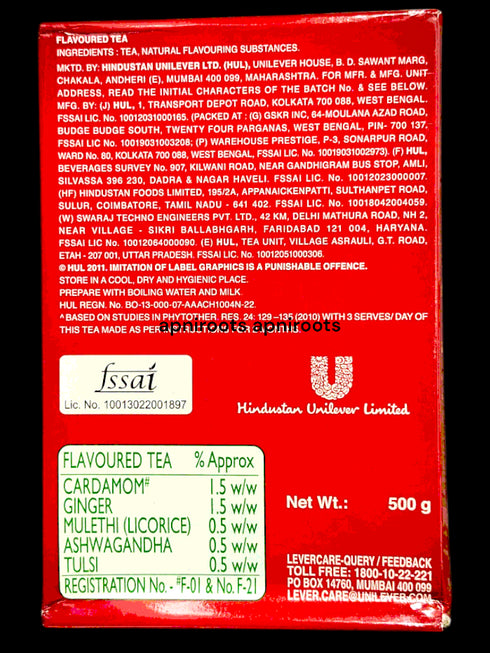 FLAVOURED TEA
INGREDIENTS : TEA, NATURAL FLAVOURING SUBSTANCES.
MKTD. BY: HINDUSTAN UNILEVER LTD. (HUL), UNILEVER HOUSE, B. D. SAWANT MARG,
CHAKALA, ANDHERI (E), MUMBAI 400 099, MAHARASHTRA. FOR MFR. & MFG. UNIT
ADDRESS, READ THE INITIAL CHARACTERS OF THE BATCH No. & SEE BELOW.
MFG. BY: (J) HUL, 1, TRANSPORT DEPOT ROAD, KOLKATA 700 088, WEST BENGAL.
FSSAI LIC No. 10012031000165. (PACKED AT : (G) GSKR INC, 64-MOULANA AZAD ROAD,
BUDGE BUDGE SOUTH, TWENTY FOUR PARGANAS, WEST BENGAL, PIN- 700 137.
FSSAI LIC No. 10019031003208; (P) WAREHOUSE PRESTIGE, P-3, SONARPUR ROAD,
WARD No. 80, KOLKATA 700 088, WEST BENGAL, FSSAI LIC. No. 10019031002973). (F) HUL,
BEVERAGES SURVEY No. 907, KILWANI ROAD, NEAR GANDHIGRAM BUS STOP, AMLI,
SILVASSA 396 230, DADRA & NAGAR HAVELI. FSSAI LIC. No. 10012023000007.
(HF) HINDUSTAN FOODS LIMITED, 195/2A, APPANAICKENPATTI, SULTHANPET ROAD,
SULUR, COIMBATORE, TAMIL NADU - 641 402. FSSAI LIC. No. 10018042004059.
(W) SWARAJ TECHNO ENGINEERS PVT. LTD., 42 KM, DELHI MATHURA ROAD, NH 2,
NEAR VILLAGE - SIKRI BALLABHGARH, FARIDABAD 121 004, HARYANA.
FSSAI LIC No. 10012064000090. (E) HUL, TEA UNIT, VILLAGE ASRAULI, G.T. ROAD,
ETAH - 207 001, UTTAR PRADESH. FSSAI LIC. No. 10012051000306.
© HUL 2011. IMITATION OF LABEL GRAPHICS IS A PUNISHABLE OFFENCE.
STORE IN A COOL, DRY AND HYGIENIC PLACE.
PREPARE WITH BOILING WATER AND MILK.
HUL REGN. No. BO-13-000-07-AAACH1004N-22.
^BASED ON STUDIES IN PHYTOTHER. RES. 24: 129 –135 (2010) WITH 3 SERVES/ DAY OF
THIS TEA MADE AS PER
apniroots apniroots
fssai
Lic. No. 10013022001897
Hindustan Unilever Limited
FLAVOURED TEA % Approx
CARDAMOM# 1.5 w/w
GINGER 1.5 w/w
MULETHI (LICORICE) 0.5 w/w
ASHWAGANDHA 0.5 w/w
TULSI 0.5 w/w
REGISTRATION No. - #F-01 & No. F-21
Net Wt.: 500 g
LEVERCARE-QUERY / FEEDBACK
TOLL FREE: 1800-10-22-221
PO BOX 14760, MUMBAI 400 099
LEVER.CARE@UNILEVER.COM